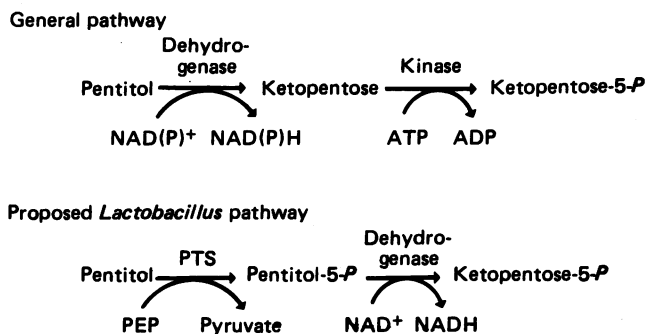 General pathway
Dehydro-
genase
Kinase
Pentitol Ketopentose Ketopentose-5-P
NAD(P)+ NAD(P)H ATP ADP
Proposed Lactobacillus pathway
Dehydro-
genase
PTS
Pentitol Pentitol-5-P Ketopentose-5-P
PEP Pyruvate NAD+ NADH